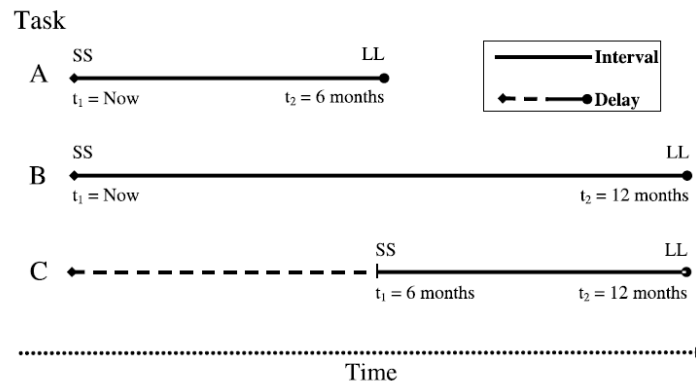 Task
A
SS
LL
t₁ = Now
t₂ = 6 months
Interval
Delay
B
SS
LL
t₁ = Now
t₂ = 12 months
C
SS
LL
t₁ = 6 months
t₂ = 12 months
Time